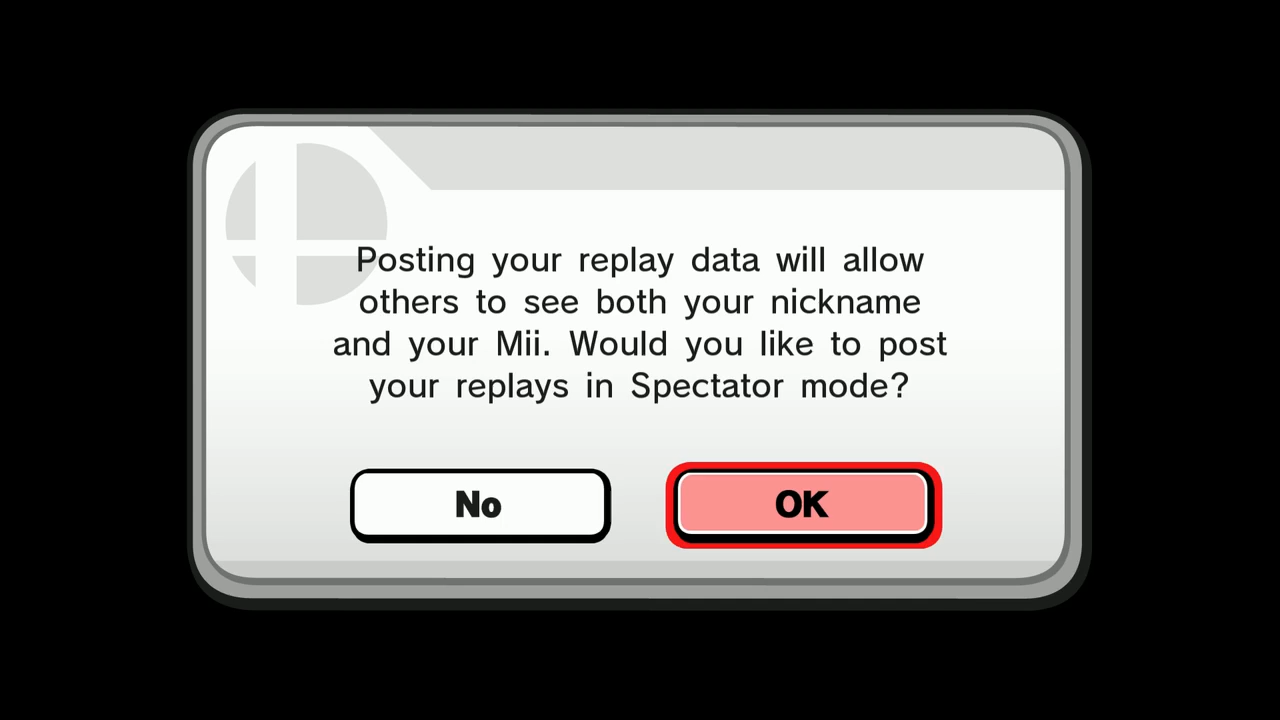 Posting your replay data will allow
others to see both your nickname
and your Mii. Would you like to post
your replays in Spectator mode?
No
OK